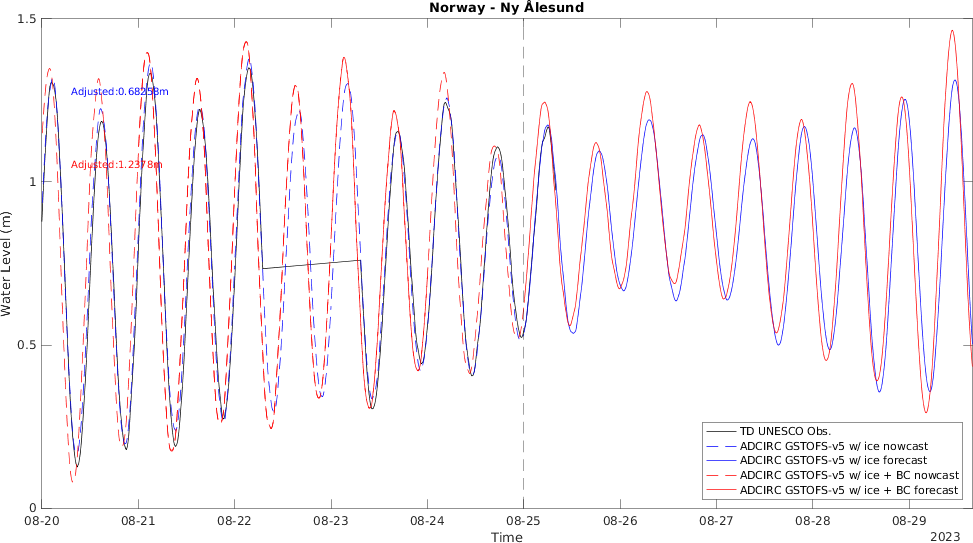 Norway - Ny Ålesund
1.5
1
0.5
0
Water Level (m)
Adjusted:0.68253m
Adjusted:1.2378m
08-20
08-21
08-22
08-23
08-24
08-25
08-26
08-27
08-28
08-29
Time
2023
TD UNESCO Obs.
ADCIRC GSTOFS-v5 w/ ice nowcast
ADCIRC GSTOFS-v5 w/ ice forecast
ADCIRC GSTOFS-v5 w/ ice + BC nowcast
ADCIRC GSTOFS-v5 w/ ice + BC forecast